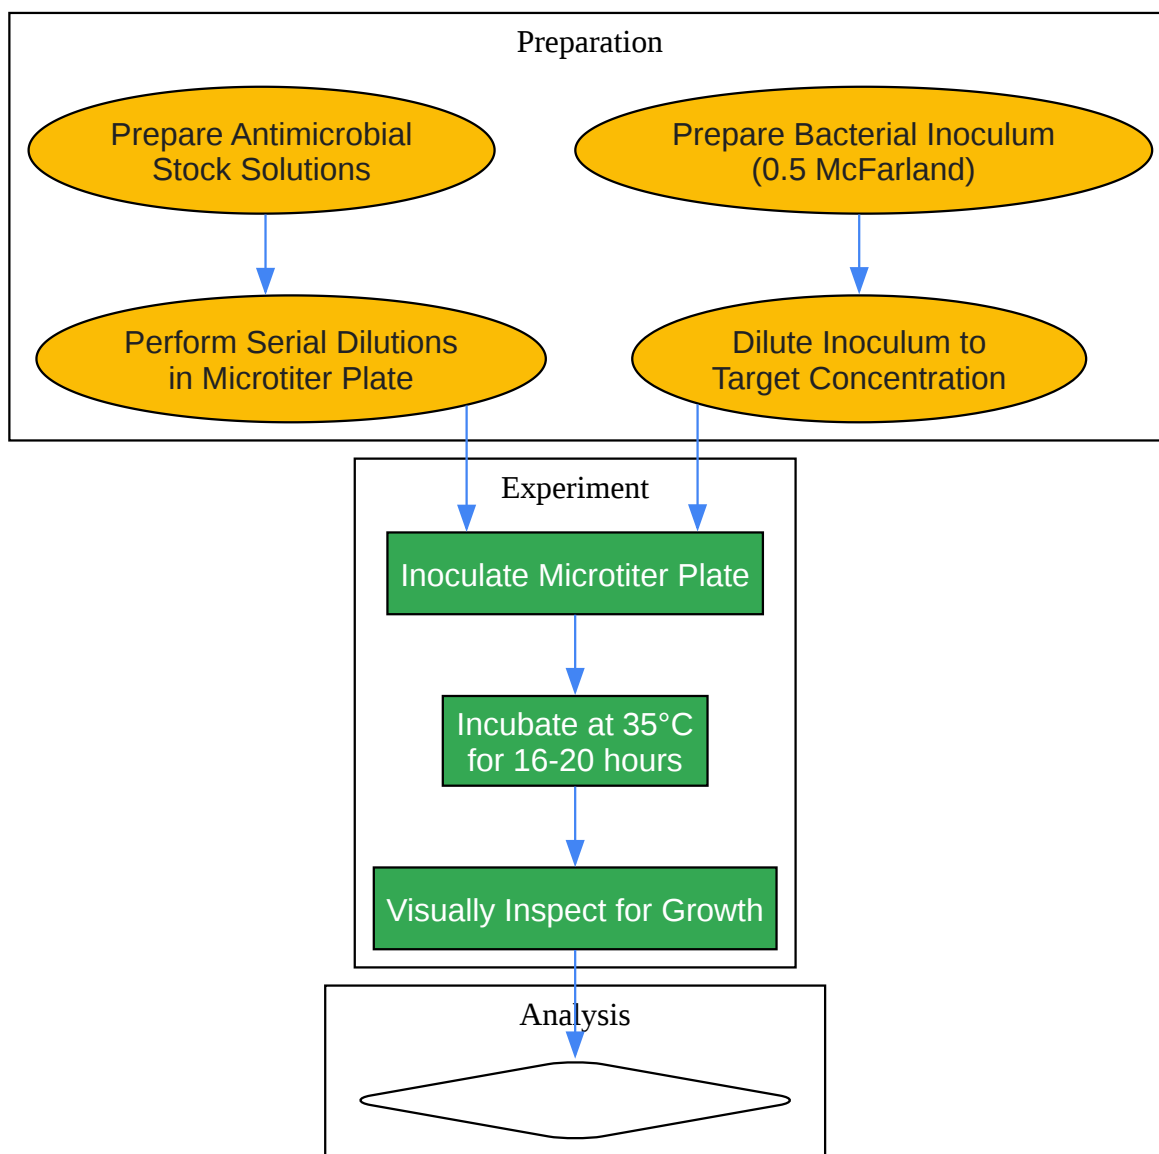 Preparation
Prepare Antimicrobial
Stock Solutions
Prepare Bacterial Inoculum
(0.5 McFarland)
Perform Serial Dilutions
in Microtiter Plate
Dilute Inoculum to
Target Concentration
Experiment
Inoculate Microtiter Plate
Incubate at 35°C
for 16-20 hours
Visually Inspect for Growth
Analysis